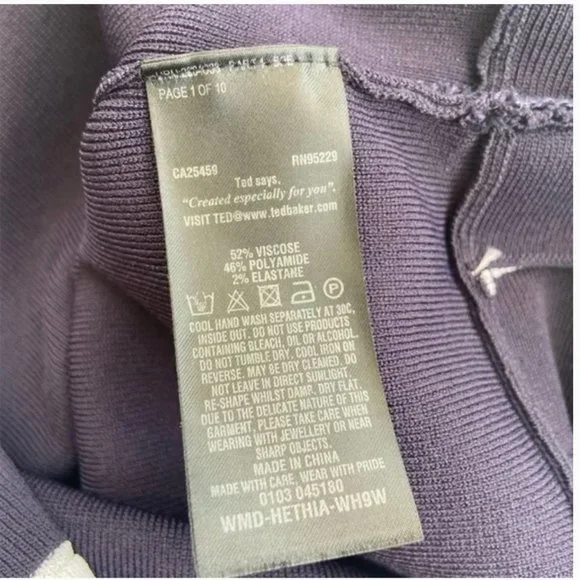 PAGE 1 OF 10
CA25459 RN95229
Ted says.
"Created especially for you".
VISIT TED@www.tedbaker.com
52% VISCOSE
46% POLYAMIDE
2% ELASTANE
P
COOL HAND WASH SEPARATELY AT 30C,
INSIDE OUT. DO NOT USE PRODUCTS
CONTAINING BLEACH, OIL OR ALCOHOL.
DO NOT TUMBLE DRY. COOL IRON ON
REVERSE. MAY BE DRY CLEANED.
NOT LEAVE IN DIRECT SUNLIGHT.
RE-SHAPE WHILST DAMP. DRY FLAT.
DUE TO THE DELICATE NATURE OF THIS
GARMENT, PLEASE TAKE CARE WHEN
WEARING WITH JEWELLERY OR NEAR
SHARP OBJECTS.
MADE IN CHINA
MADE WITH CARE, WEAR WITH PRIDE
0103 045180
WMD-HETHIA-WH9W